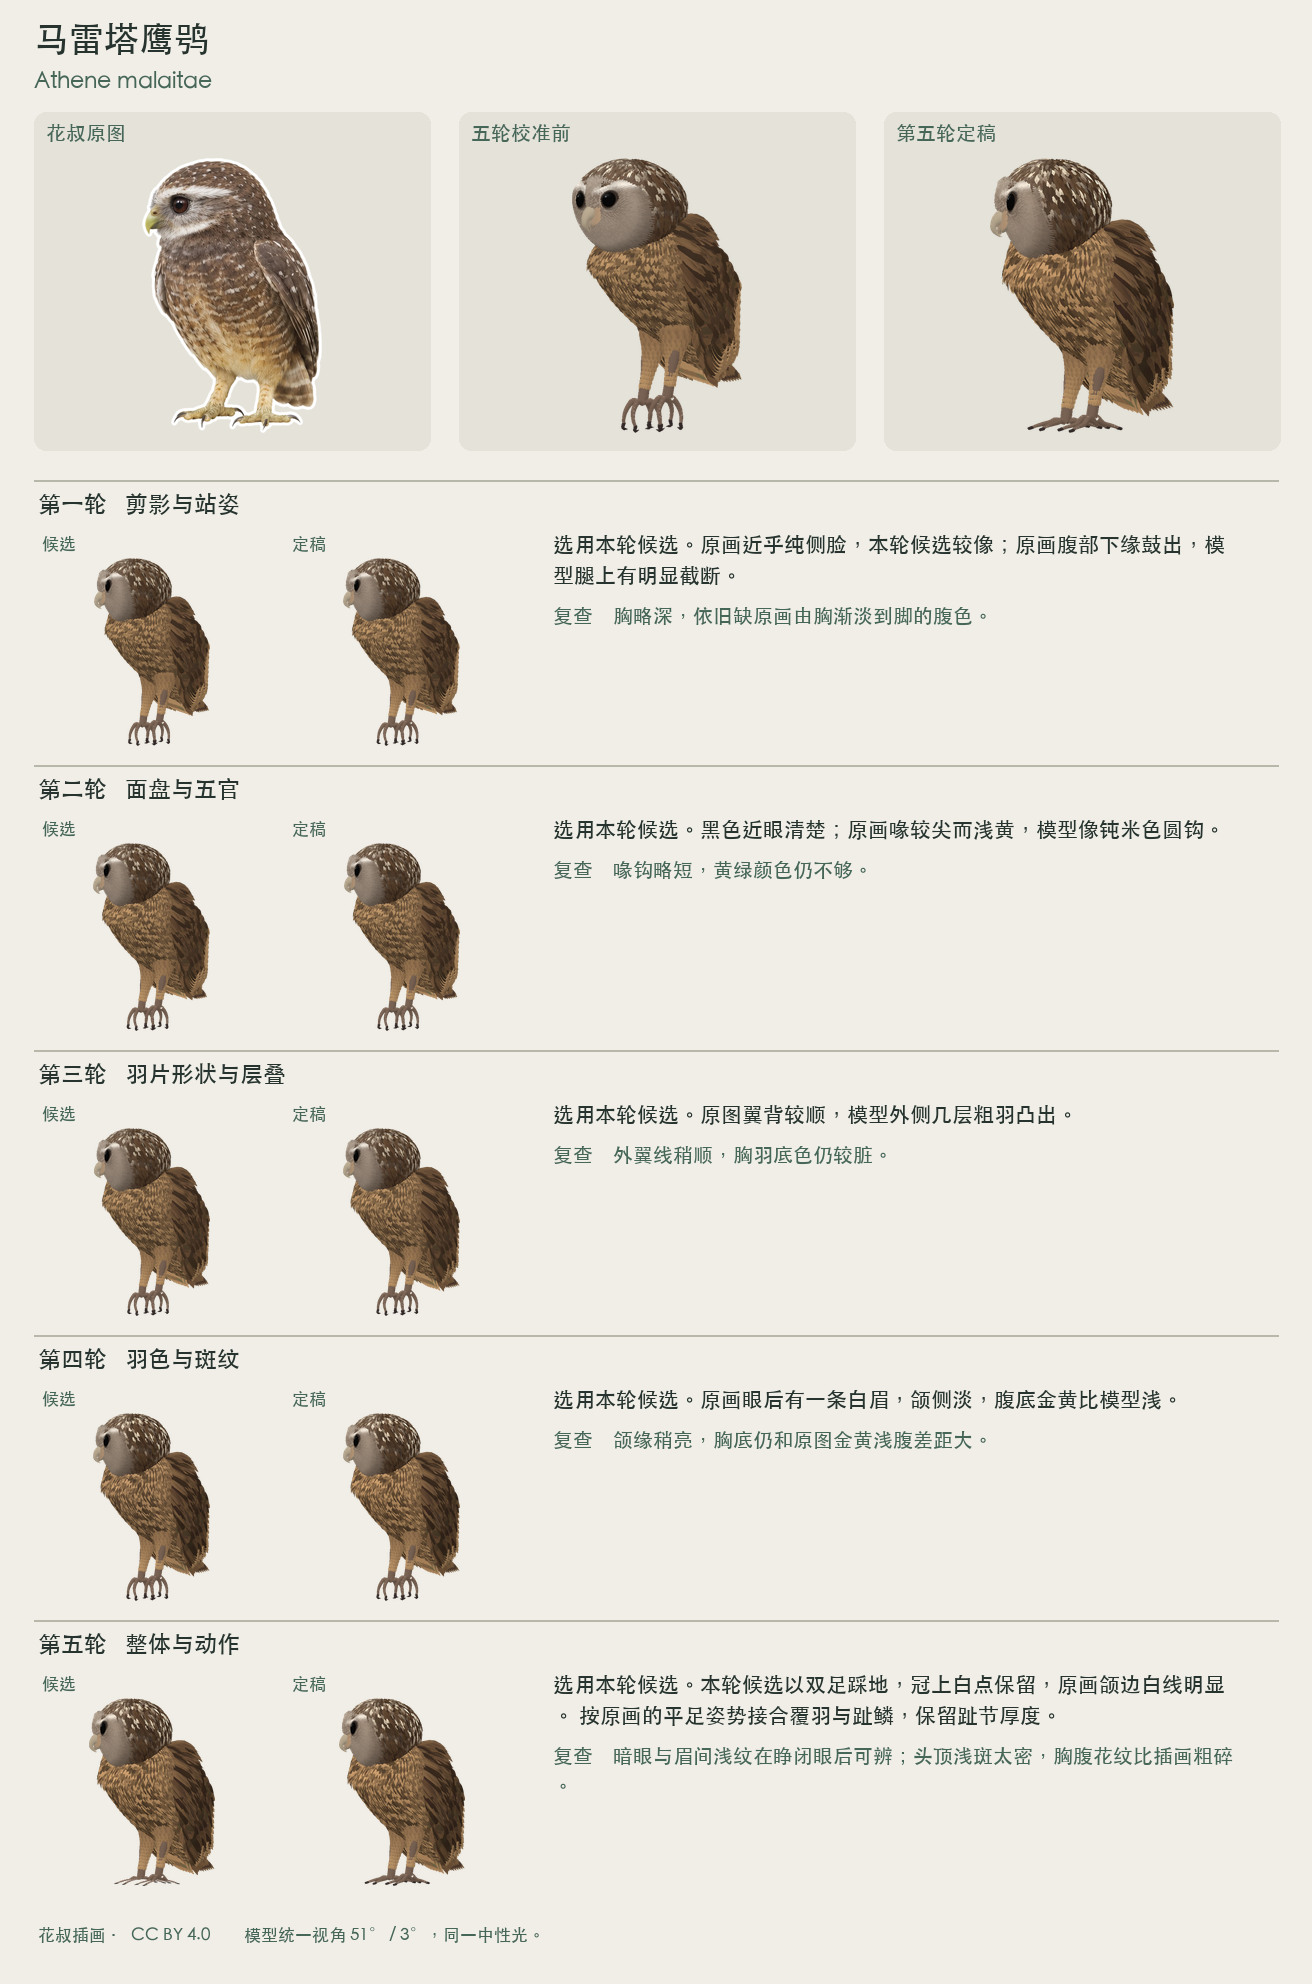 马雷塔鹰鸮
Athene malaitae
花叔原图
五轮校准前
第五轮定稿
第一轮 剪影与站姿
候选
定稿
选用本轮候选。原画近乎纯侧脸，本轮候选较像；原画腹部下缘鼓出，模
型腿上有明显截断。
复查 胸略深，依旧缺原画由胸渐淡到脚的腹色。
第二轮 面盘与五官
候选
定稿
选用本轮候选。黑色近眼清楚；原画喙较尖而浅黄，模型像钝米色圆钩。
复查 喙钩略短，黄绿颜色仍不够。
第三轮 羽片形状与层叠
候选
定稿
选用本轮候选。原图翼背较顺，模型外侧几层粗羽凸出。
复查 外翼线稍顺，胸羽底色仍较脏。
第四轮 羽色与斑纹
候选
定稿
选用本轮候选。原画眼后有一条白眉，颌侧淡，腹底金黄比模型浅。
复查 颌缘稍亮，胸底仍和原图金黄浅腹差距大。
第五轮 整体与动作
候选
定稿
选用本轮候选。本轮候选以双足踩地，冠上白点保留，原画颌边白线明显
。 按原画的平足姿势接合覆羽与趾鳞，保留趾节厚度。
复查 暗眼与眉间浅纹在睁闭眼后可辨；头顶浅斑太密，胸腹花纹比插画粗碎
。
花叔插画 · CC BY 4.0 模型统一视角 51° / 3° ，同一中性光。